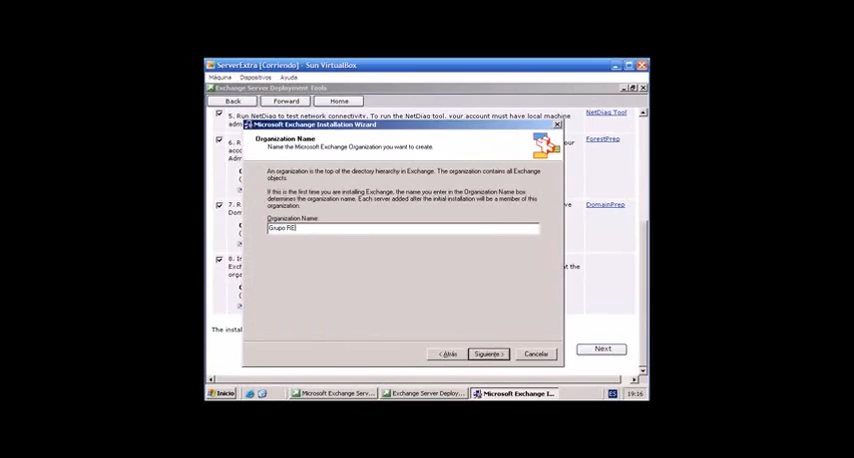 ServerExtra [Corriendo] - Sun VirtualBox
Máquina Dispositivos Ayuda
Exchange Server Deployment Tools
Back Forward Home
5. Run NetDiag to test network connectivity. To run the NetDiag tool, your account must have local machine
NetDiag Tool
Microsoft Exchange Installation Wizard
Organization Name
Name the Microsoft Exchange Organization you want to create.
6.
ForestPrep
An organization is the top of the directory hierarchy in Exchange. The organization contains all Exchange
objects.
If this is the first time you are installing Exchange, the name you enter in the Organization Name box
determines the organization name. Each server added after the initial installation will be a member of this
organization.
7.
DomainPrep
Organization Name:
Grupo RE
8.
The instal
< Atrás Siguiente > Cancelar
Next
Inicio Microsoft Exchange Serv... Exchange Server Deploy... Microsoft Exchange I... ES 19:16